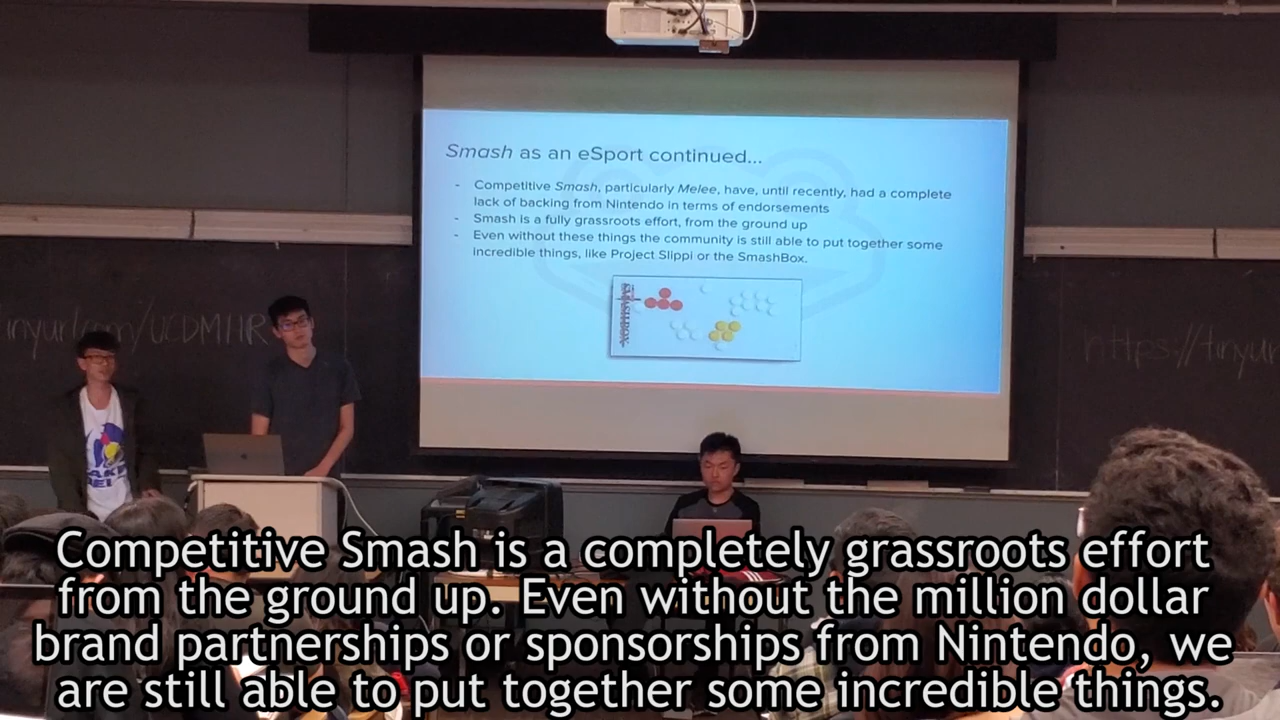 Smash as an eSport continued...
- Competitive Smash, particularly Melee, have, until recently, had a complete
lack of backing from Nintendo in terms of endorsements
- Smash is a fully grassroots effort, from the ground up
- Even without these things the community is still able to put together some
incredible things, like Project Slippi or the SmashBox.
SMASHBOX
inyurl.com/UCDMHR
https://tinyur
Competitive Smash is a completely grassroots effort
from the ground up. Even without the million dollar
brand partnerships or sponsorships from Nintendo, we
are still able to put together some incredible things.